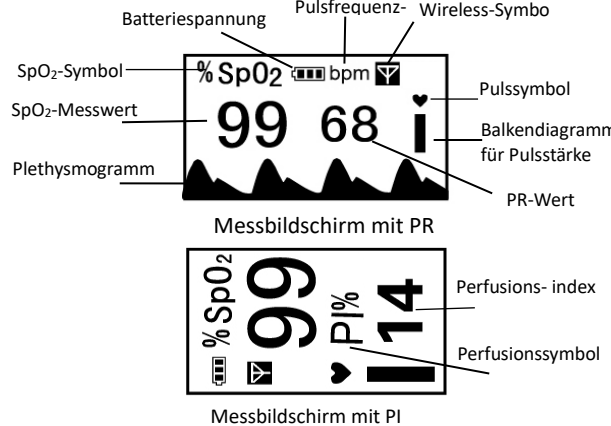 Pulsfrequenz-
Wireless-Symbo
Batteriespannung
SpO₂-Symbol
% SpO₂ bpm
SpO₂-Messwert
99 68
Pulssymbol
Balkendiagramm
für Pulsstärke
Plethysmogramm
PR-Wert
Messbildschirm mit PR
% SpO₂
99
PI%
14
Perfusions- index
Perfusionssymbol
Messbildschirm mit PI